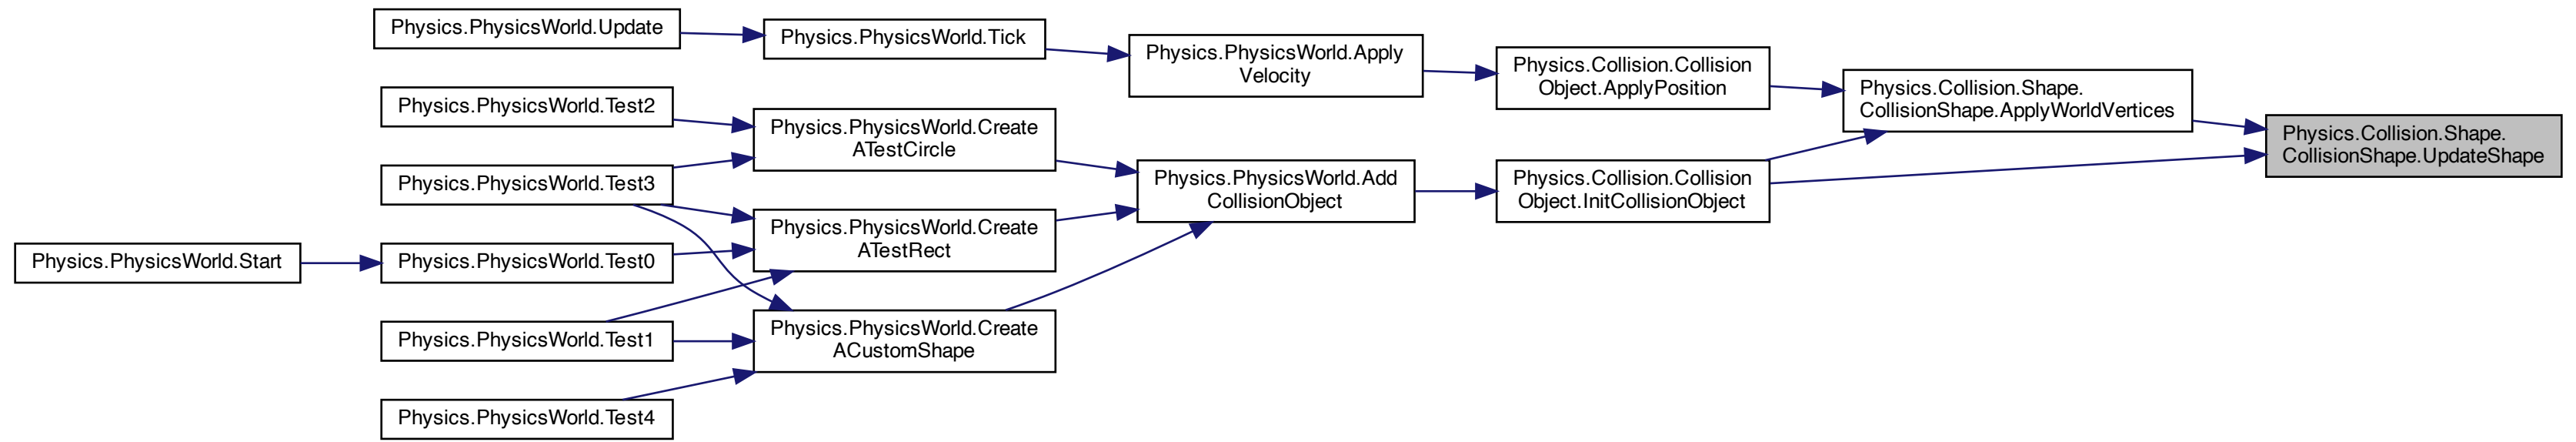 Physics.PhysicsWorld.Update
Physics.PhysicsWorld.Tick
Physics.PhysicsWorld.Apply
Velocity
Physics.Collision.Collision
Object.ApplyPosition
Physics.Collision.Shape.
CollisionShape.ApplyWorldVertices
Physics.Collision.Shape.
CollisionShape.UpdateShape
Physics.PhysicsWorld.Test2
Physics.PhysicsWorld.Create
ATestCircle
Physics.PhysicsWorld.Test3
Physics.PhysicsWorld.Add
CollisionObject
Physics.Collision.Collision
Object.InitCollisionObject
Physics.PhysicsWorld.Create
ATestRect
Physics.PhysicsWorld.Start
Physics.PhysicsWorld.Test0
Physics.PhysicsWorld.Test1
Physics.PhysicsWorld.Create
ACustomShape
Physics.PhysicsWorld.Test4